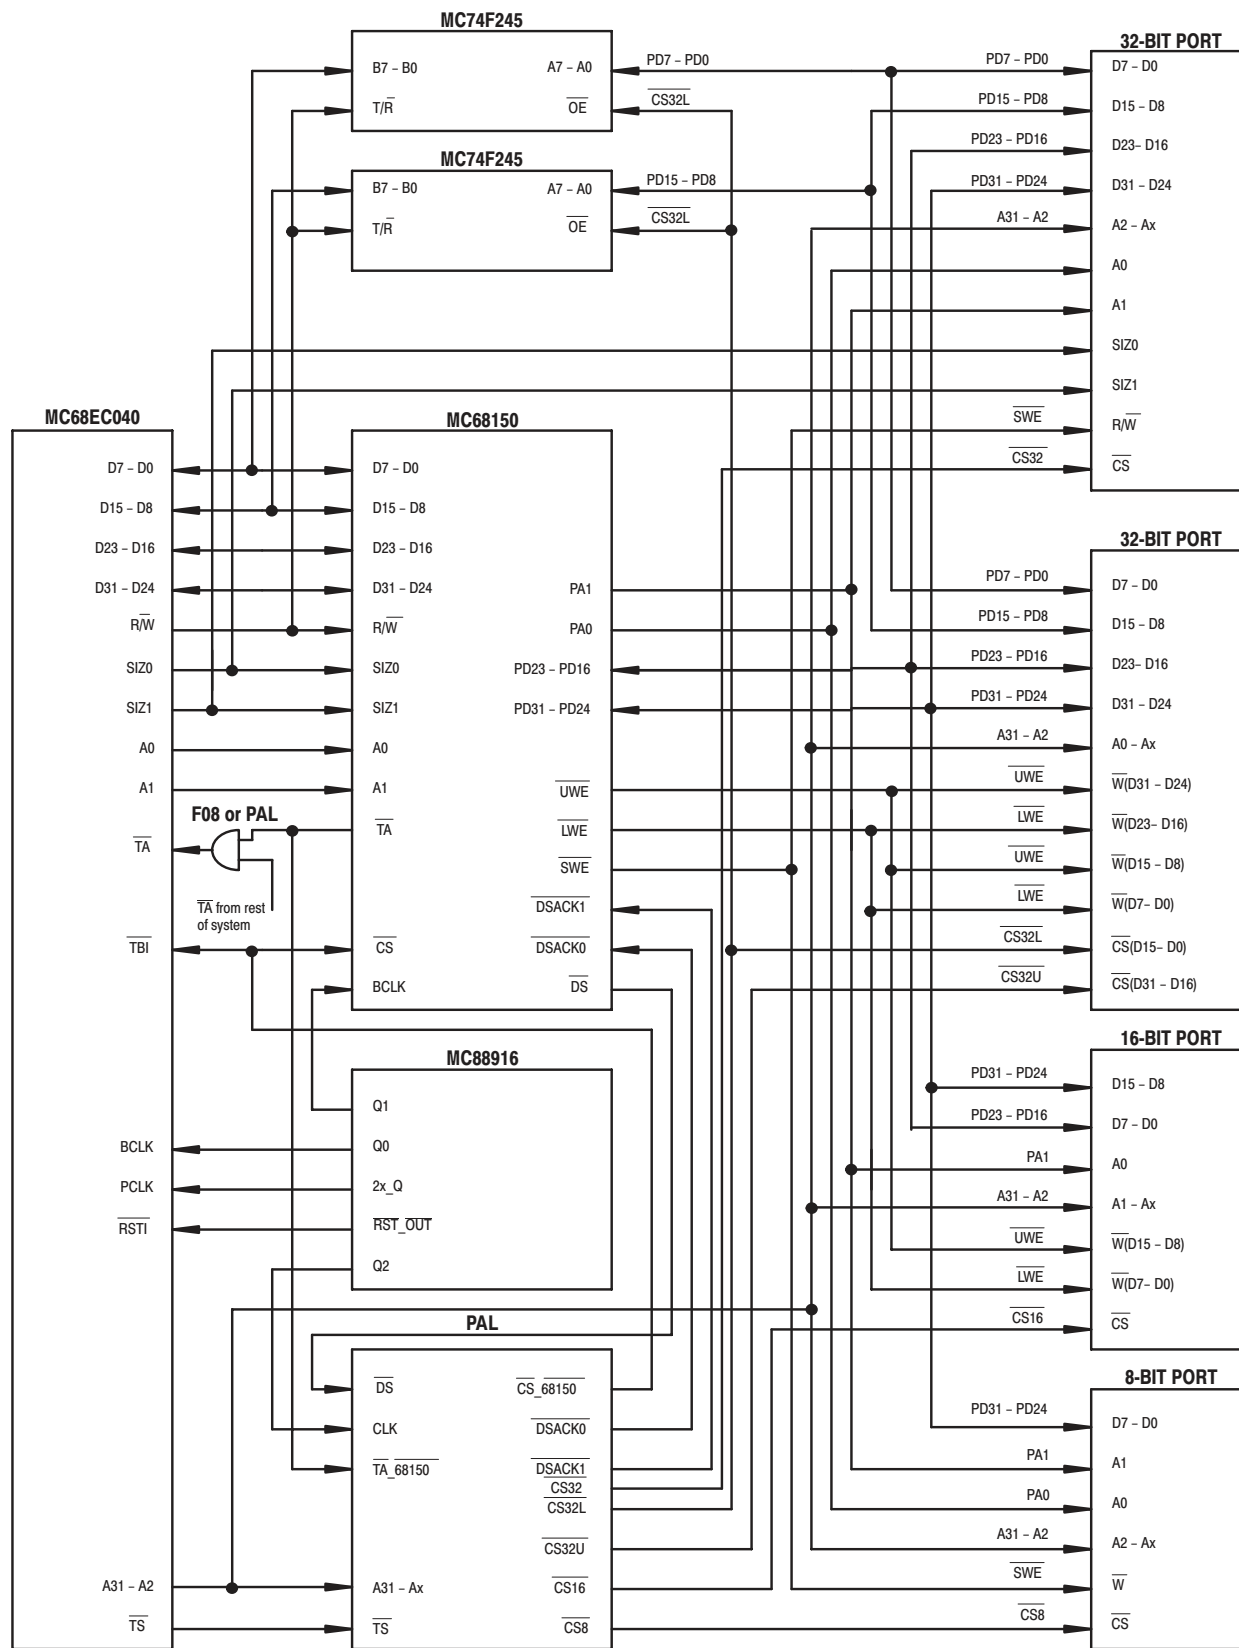 MC74F245
B7 – B0
A7 – A0
T/R
OE
PD7 – PD0
CS32L
MC74F245
B7 – B0
A7 – A0
T/R
OE
PD15 – PD8
CS32L
32-BIT PORT
PD7 – PD0
D7 – D0
PD15 – PD8
D15 – D8
PD23 – PD16
D23– D16
PD31 – PD24
D31 – D24
A31 – A2
A2 – Ax
A0
A1
SIZ0
SIZ1
SWE
R/W
CS32
CS
MC68EC040
D7 – D0
D15 – D8
D23 – D16
D31 – D24
R/W
SIZ0
SIZ1
A0
A1
TA
TBI
BCLK
PCLK
RSTI
A31 – A2
TS
F08 or PAL
TA from rest
of system
MC68150
D7 – D0
D15 – D8
D23 – D16
D31 – D24
R/W
SIZ0
SIZ1
A0
A1
TA
CS
BCLK
PA1
PA0
PD23 – PD16
PD31 – PD24
UWE
LWE
SWE
DSACK1
DSACK0
DS
32-BIT PORT
PD7 – PD0
D7 – D0
PD15 – PD8
D15 – D8
PD23 – PD16
D23– D16
PD31 – PD24
D31 – D24
A31 – A2
A0 – Ax
UWE
W(D31 – D24)
LWE
W(D23– D16)
UWE
W(D15 – D8)
LWE
W(D7– D0)
CS32L
CS(D15– D0)
CS32U
CS(D31 – D16)
MC88916
Q1
Q0
2x_Q
RST_OUT
Q2
16-BIT PORT
PD31 – PD24
D15 – D8
PD23 – PD16
D7 – D0
PA1
A0
A31 – A2
A1 – Ax
UWE
W(D15 – D8)
LWE
W(D7– D0)
CS16
CS
PAL
DS
CLK
TA_68150
A31 – Ax
TS
CS_68150
DSACK0
DSACK1
CS32
CS32L
CS32U
CS16
CS8
8-BIT PORT
PD31 – PD24
D7 – D0
PA1
A1
PA0
A0
A31 – A2
A2 – Ax
SWE
W
CS8
CS